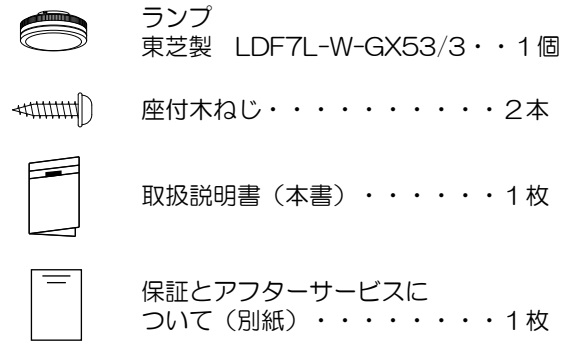 ランプ
東芝製　LDF7L-W-GX53/3・・１個
座付木ねじ・・・・・・・・・・２本
取扱説明書（本書）・・・・・・１枚
保証とアフターサービスに
ついて（別紙）・・・・・・・・１枚